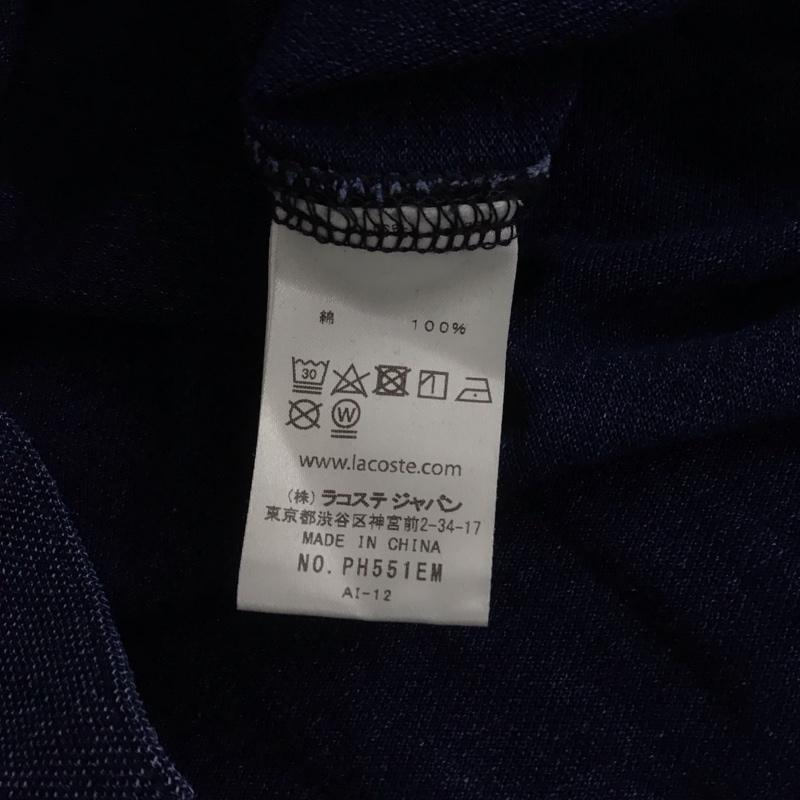 綿 100%
30
W
www.lacoste.com
(株) ラコステ ジャパン
東京都渋谷区神宮前2-34-17
MADE IN CHINA
NO. PH551EM
AI-12